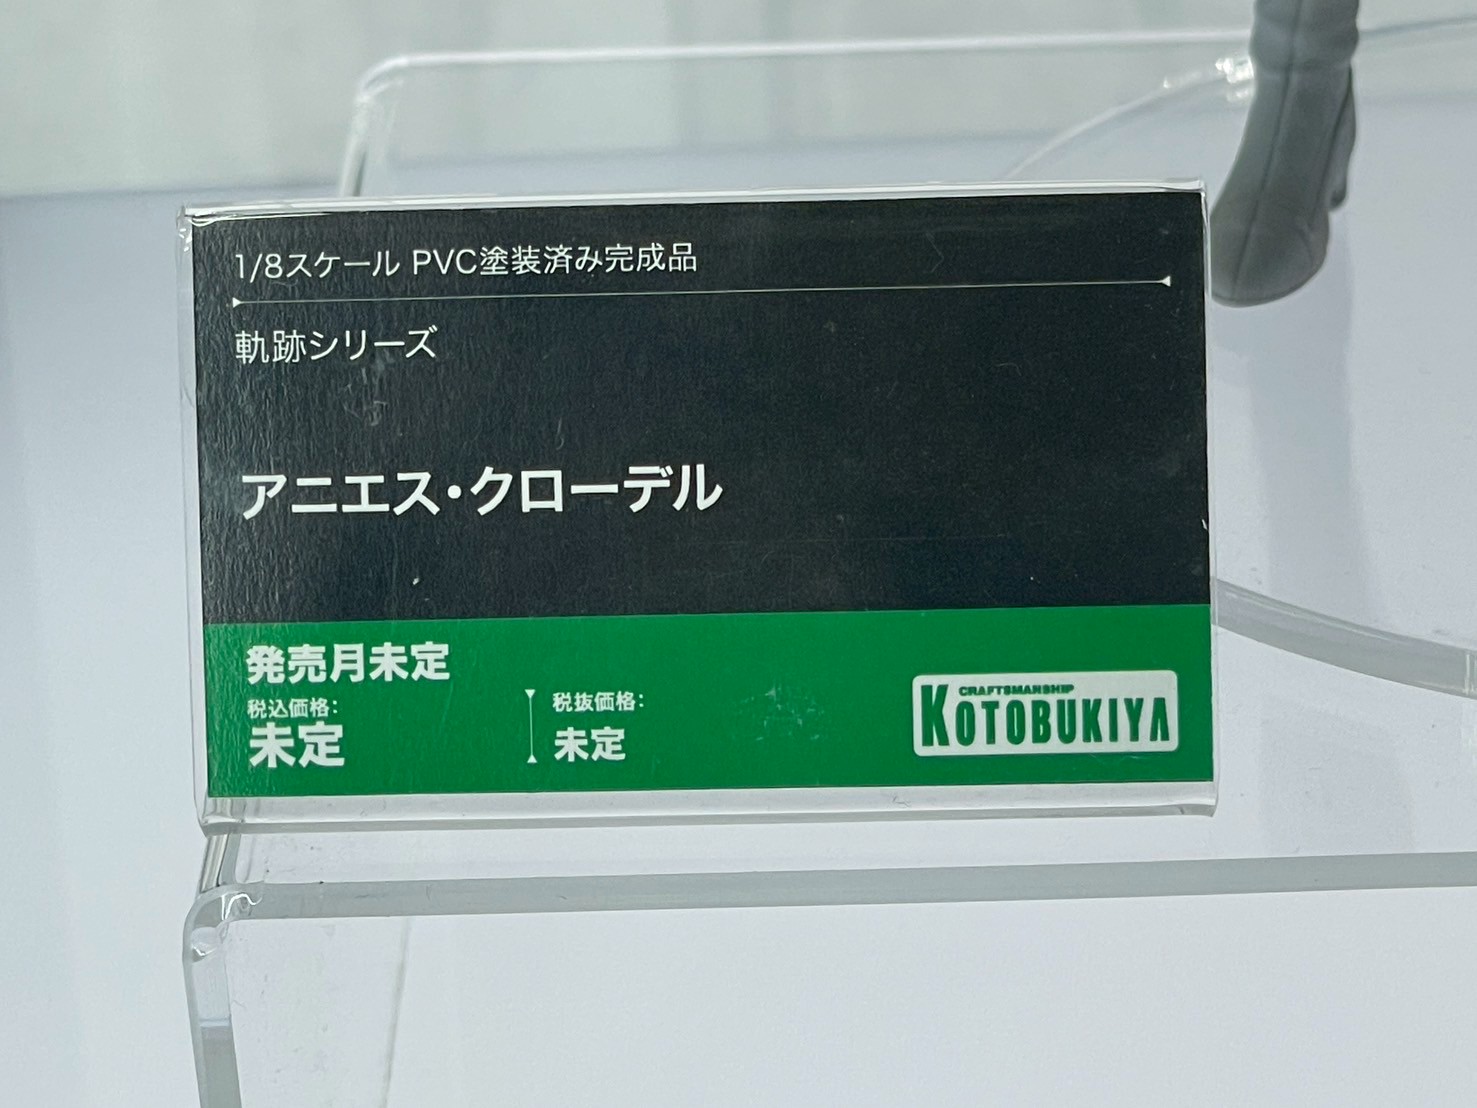 1/8スケール PVC塗装済み完成品
軌跡シリーズ
アニエス・クローデル
発売月未定
税込価格:
未定
税抜価格:
未定
CRAFTSMANSHIP
KOTOBUKIYA